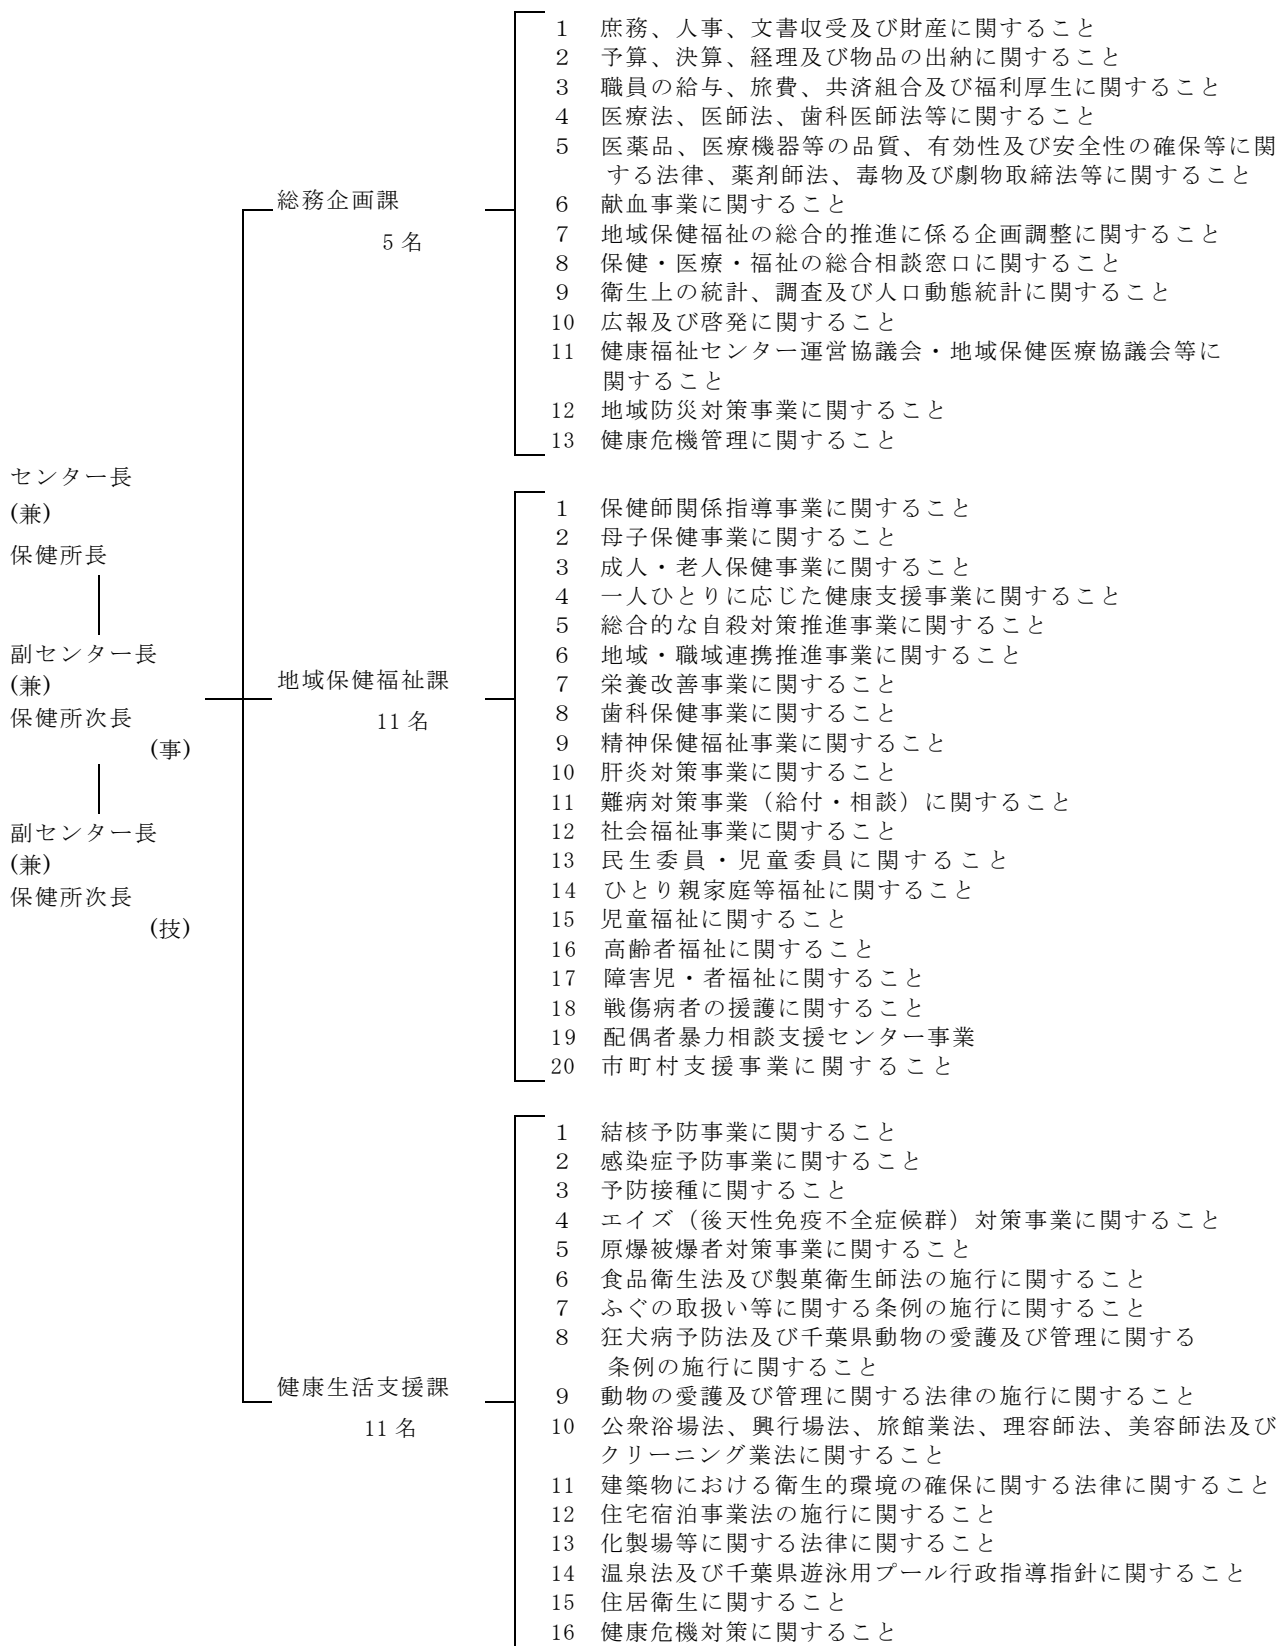 センター長
(兼)
保健所長
副センター長
(兼)
保健所次長
(事)
副センター長
(兼)
保健所次長
(技)
総務企画課
5 名
1 庶務、人事、文書収受及び財産に関すること
2 予算、決算、経理及び物品の出納に関すること
3 職員の給与、旅費、共済組合及び福利厚生に関すること
4 医療法、医師法、歯科医師法等に関すること
5 医薬品、医療機器等の品質、有効性及び安全性の確保等に関
する法律、薬剤師法、毒物及び劇物取締法等に関すること
6 献血事業に関すること
7 地域保健福祉の総合的推進に係る企画調整に関すること
8 保健・医療・福祉の総合相談窓口に関すること
9 衛生上の統計、調査及び人口動態統計に関すること
10 広報及び啓発に関すること
11 健康福祉センター運営協議会・地域保健医療協議会等に
関すること
12 地域防災対策事業に関すること
13 健康危機管理に関すること
地域保健福祉課
11 名
1 保健師関係指導事業に関すること
2 母子保健事業に関すること
3 成人・老人保健事業に関すること
4 一人ひとりに応じた健康支援事業に関すること
5 総合的な自殺対策推進事業に関すること
6 地域・職域連携推進事業に関すること
7 栄養改善事業に関すること
8 歯科保健事業に関すること
9 精神保健福祉事業に関すること
10 肝炎対策事業に関すること
11 難病対策事業（給付・相談）に関すること
12 社会福祉事業に関すること
13 民生委員・児童委員に関すること
14 ひとり親家庭等福祉に関すること
15 児童福祉に関すること
16 高齢者福祉に関すること
17 障害児・者福祉に関すること
18 戦傷病者の援護に関すること
19 配偶者暴力相談支援センター事業
20 市町村支援事業に関すること
健康生活支援課
11 名
1 結核予防事業に関すること
2 感染症予防事業に関すること
3 予防接種に関すること
4 エイズ（後天性免疫不全症候群）対策事業に関すること
5 原爆被爆者対策事業に関すること
6 食品衛生法及び製菓衛生師法の施行に関すること
7 ふぐの取扱い等に関する条例の施行に関すること
8 狂犬病予防法及び千葉県動物の愛護及び管理に関する
条例の施行に関すること
9 動物の愛護及び管理に関する法律の施行に関すること
10 公衆浴場法、興行場法、旅館業法、理容師法、美容師法及び
クリーニング業法に関すること
11 建築物における衛生的環境の確保に関する法律に関すること
12 住宅宿泊事業法の施行に関すること
13 化製場等に関する法律に関すること
14 温泉法及び千葉県遊泳用プール行政指導指針に関すること
15 住居衛生に関すること
16 健康危機対策に関すること